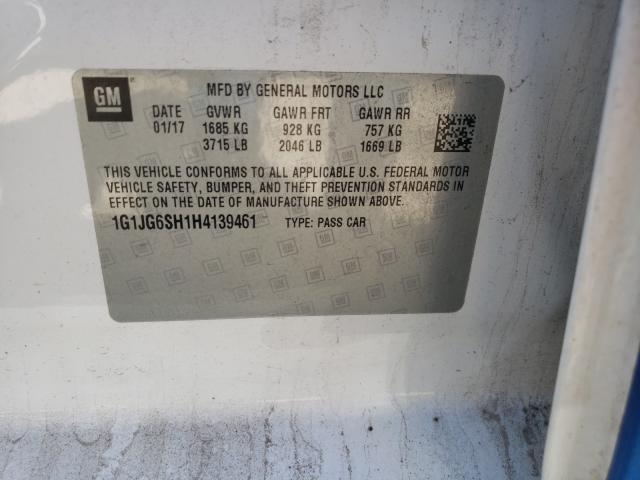 GM
MFD BY GENERAL MOTORS LLC
DATE GVWR GAWR FRT GAWR RR
01/17 1685 KG 928 KG 757 KG
3715 LB 2046 LB 1669 LB
THIS VEHICLE CONFORMS TO ALL APPLICABLE U.S. FEDERAL MOTOR
VEHICLE SAFETY, BUMPER, AND THEFT PREVENTION STANDARDS IN
EFFECT ON THE DATE OF MANUFACTURE SHOWN ABOVE.
1G1JG6SH1H4139461 TYPE: PASS CAR